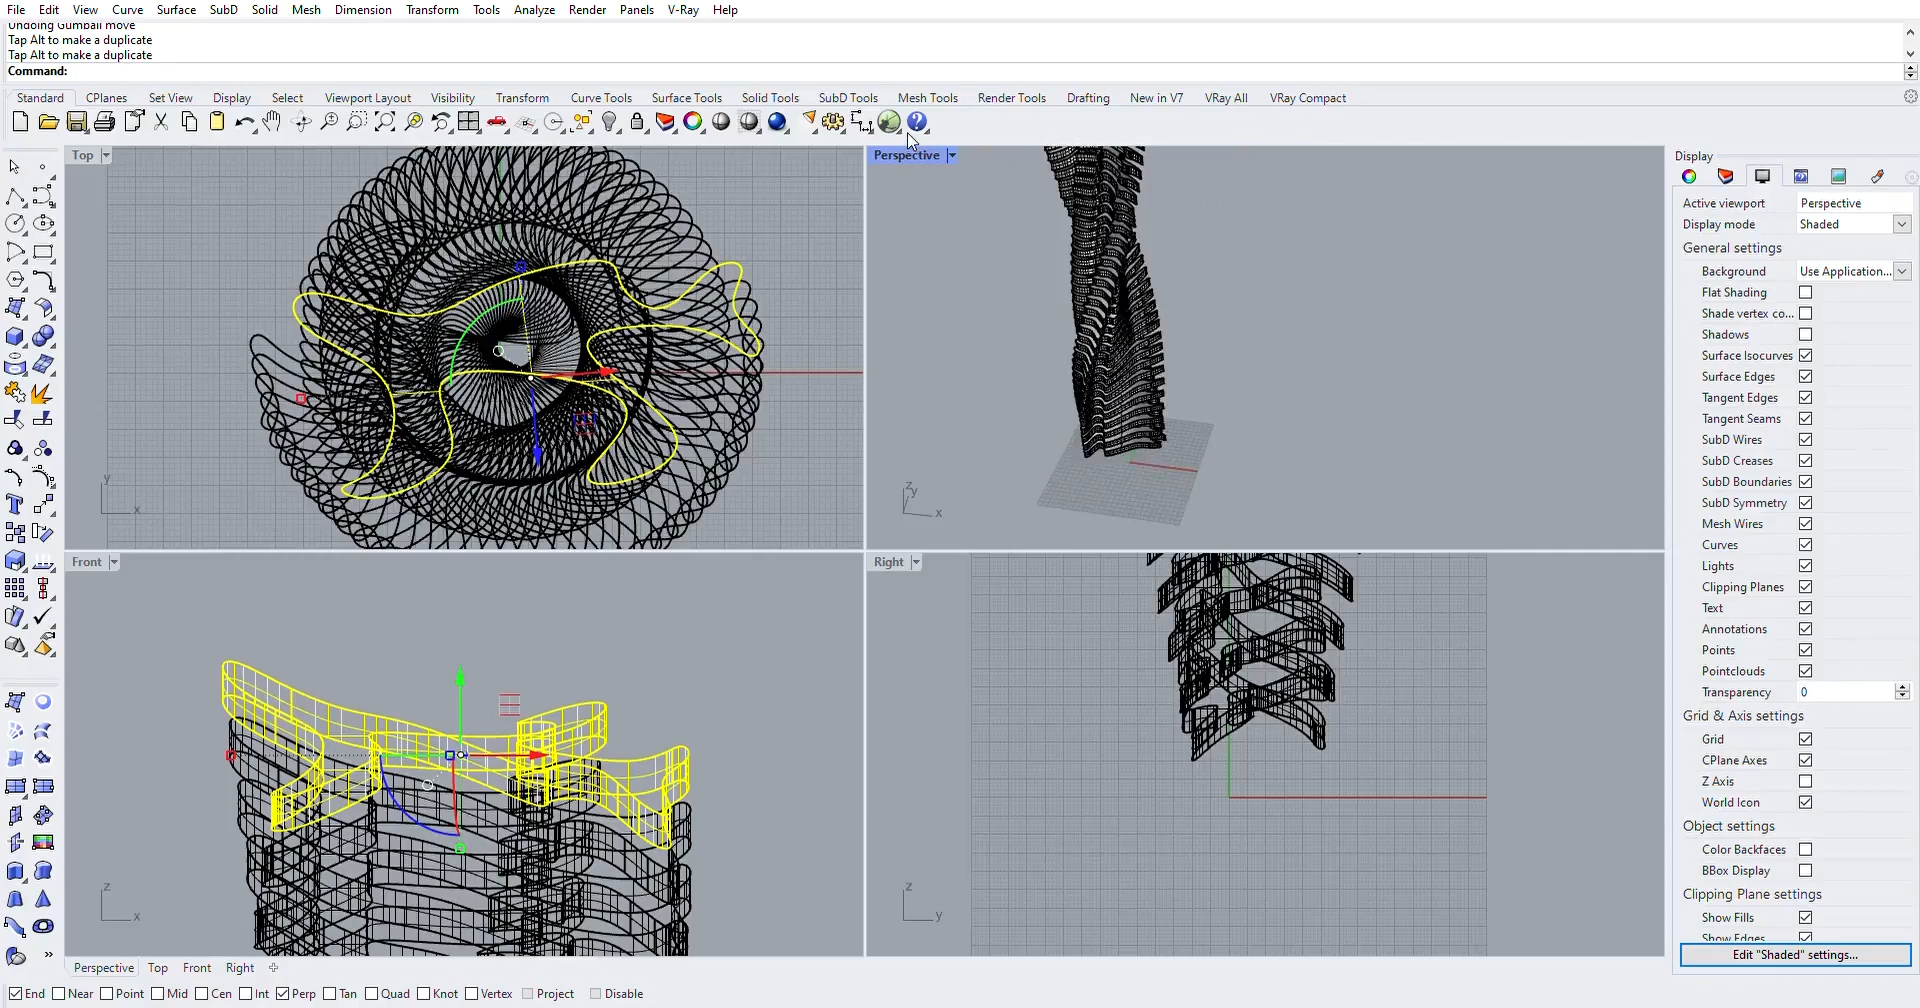 File Edit View Curve Surface SubD Solid Mesh Dimension Transform Tools Analyze Render Panels V-Ray Help
Undoing Gumball move
Tap Alt to make a duplicate
Tap Alt to make a duplicate
Command:
Standard CPlanes Set View Display Select Viewport Layout Visibility Transform Curve Tools Surface Tools Solid Tools SubD Tools Mesh Tools Render Tools Drafting New in V7 VRay All VRay Compact
Top
Perspective
Display
Active viewport Perspective
Display mode Shaded
General settings
Background Use Application...
Flat Shading
Shade vertex co...
Shadows
Surface Isocurves
Surface Edges
Tangent Edges
Tangent Seams
SubD Wires
SubD Creases
SubD Boundaries
SubD Symmetry
Mesh Wires
Curves
Lights
Clipping Planes
Text
Annotations
Points
Pointclouds
Transparency 0
Grid & Axis settings
Grid
CPlane Axes
Z Axis
World Icon
Object settings
Color Backfaces
BBox Display
Clipping Plane settings
Show Fills
Show Edges
Edit "Shaded" settings...
y
x
z
y
x
Front
Right
z
x
z
y
Perspective Top Front Right
End Near Point Mid Cen Int Perp Tan Quad Knot Vertex Project Disable